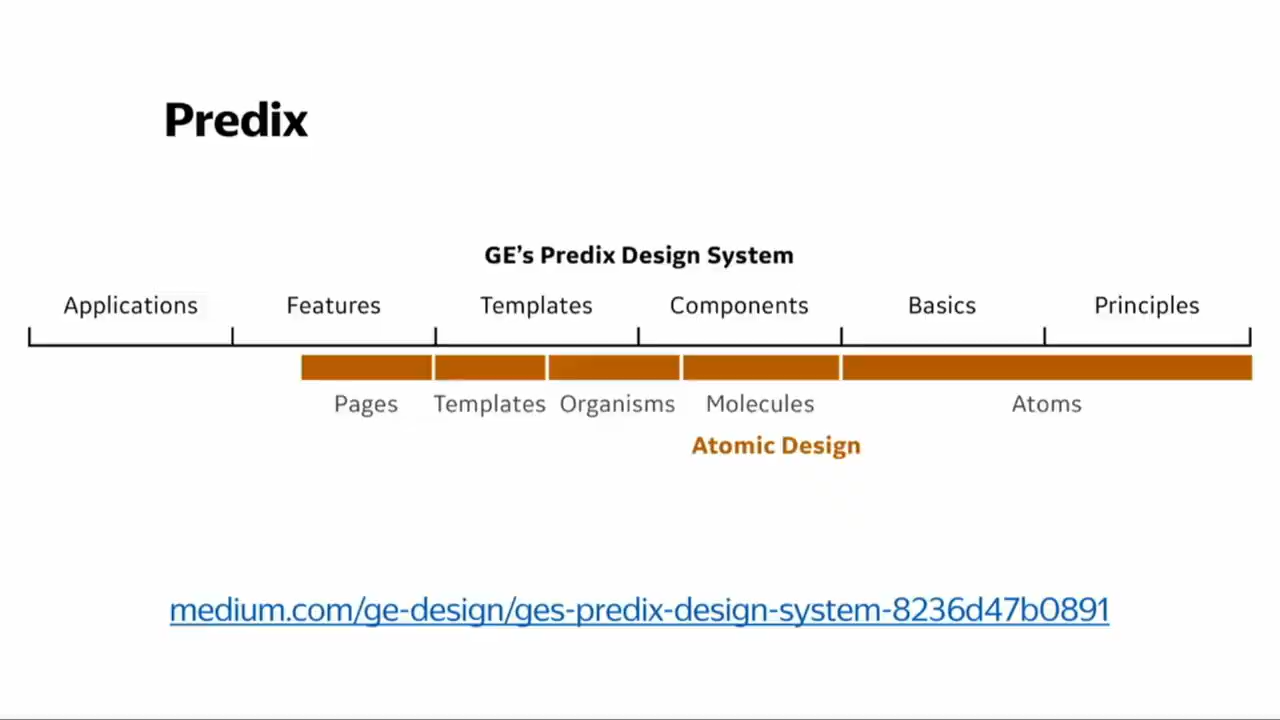 Predix
GE’s Predix Design System
Applications Features Templates Components Basics Principles
Pages Templates Organisms Molecules Atoms
Atomic Design
medium.com/ge-design/ges-predix-design-system-8236d47b0891